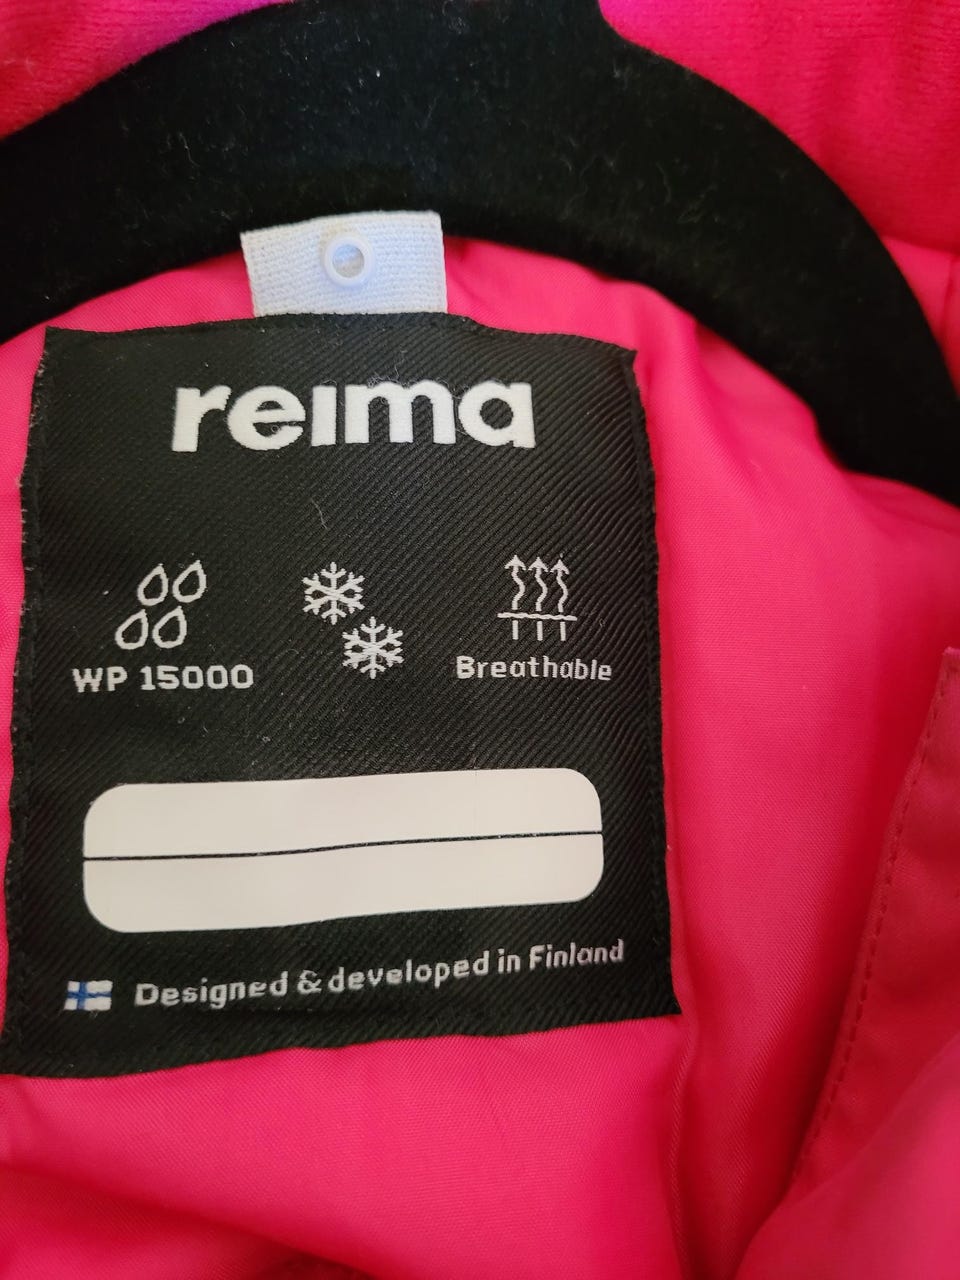 reima
WP 15000
Breathable
Designed & developed in Finland